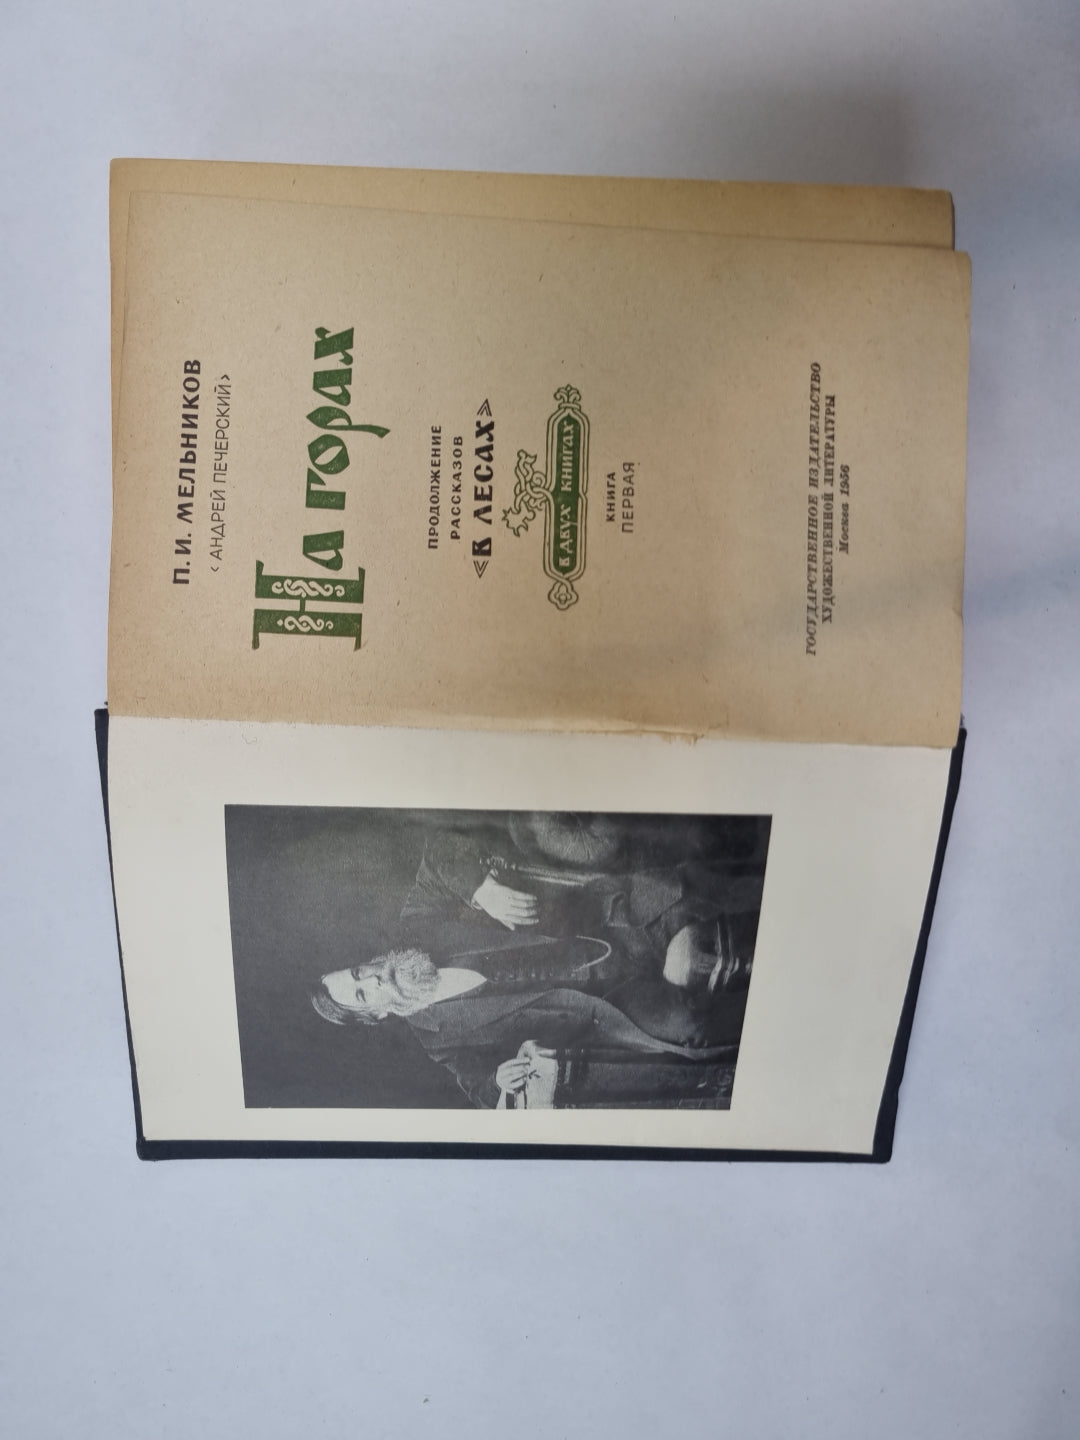 П. И. МЕЛЬНИКОВ
‹ АНДРЕЙ ПЕЧЕРСКИЙ ›
На горах
ПРОДОЛЖЕНИЕ
РАССКАЗОВ
«В ЛЕСАХ»
В ДВУХ КНИГАХ
КНИГА
ПЕРВАЯ
ГОСУДАРСТВЕННОЕ ИЗДАТЕЛЬСТВО
ХУДОЖЕСТВЕННОЙ ЛИТЕРАТУРЫ
Москва 1956